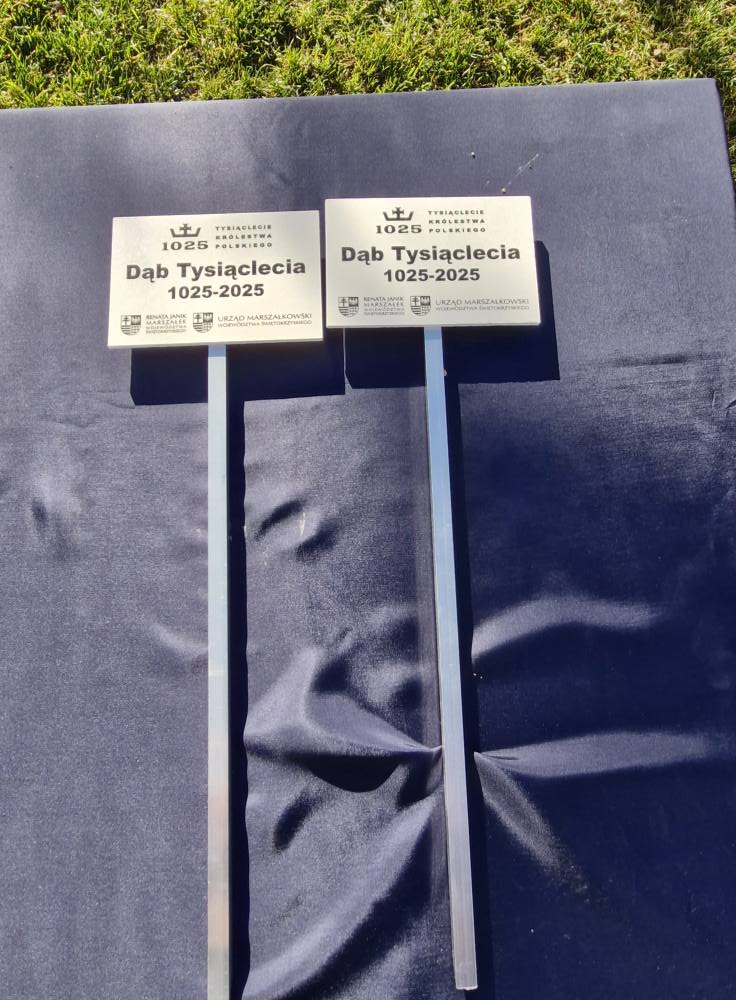 1025
TYSIĄCLECIE
KRÓLESTWA
POLSKIEGO
Dąb Tysiąclecia
1025-2025
RENATA JANIK
MARSZAŁEK
WOJEWÓDZTWA
ŚWIĘTOKRZYSKIEGO
URZĄD MARSZAŁKOWSKI
WOJEWÓDZTWA ŚWIĘTOKRZYSKIEGO
1025
TYSIĄCLECIE
KRÓLESTWA
POLSKIEGO
Dąb Tysiąclecia
1025-2025
RENATA JANIK
MARSZAŁEK
WOJEWÓDZTWA
ŚWIĘTOKRZYSKIEGO
URZĄD MARSZAŁKOWSKI
WOJEWÓDZTWA ŚWIĘTOKRZYSKIEGO